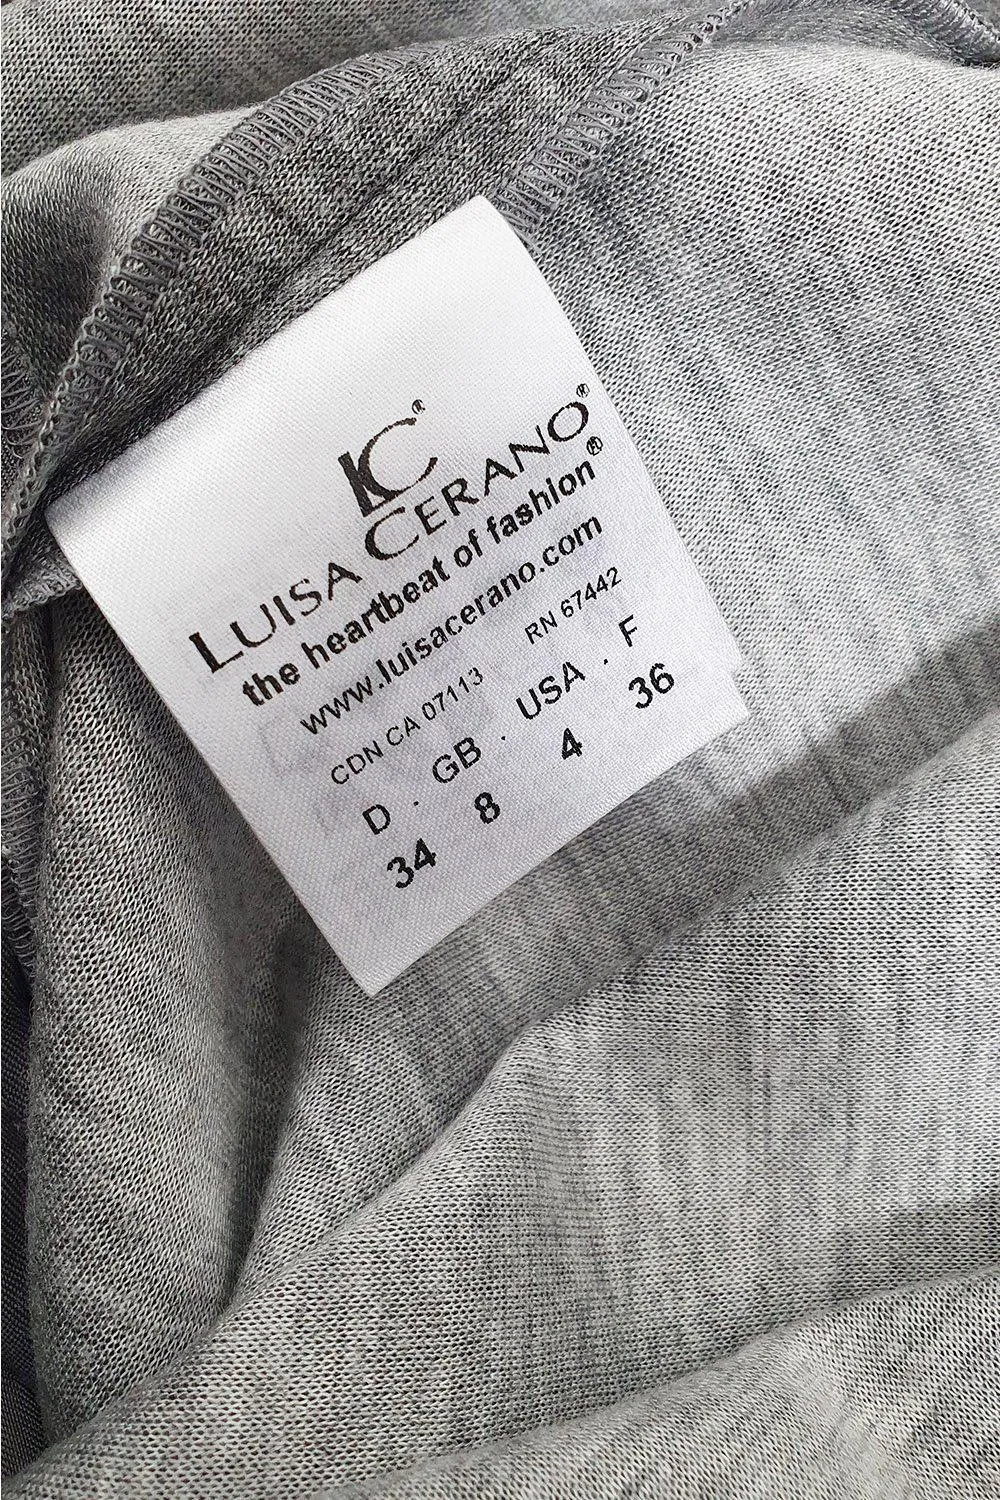 LC®
LUISA CERANO®
the heartbeat of fashion®
www.luisacerano.com
CDN CA 07113 RN 67442
D . GB . USA . F
34 8 4 36